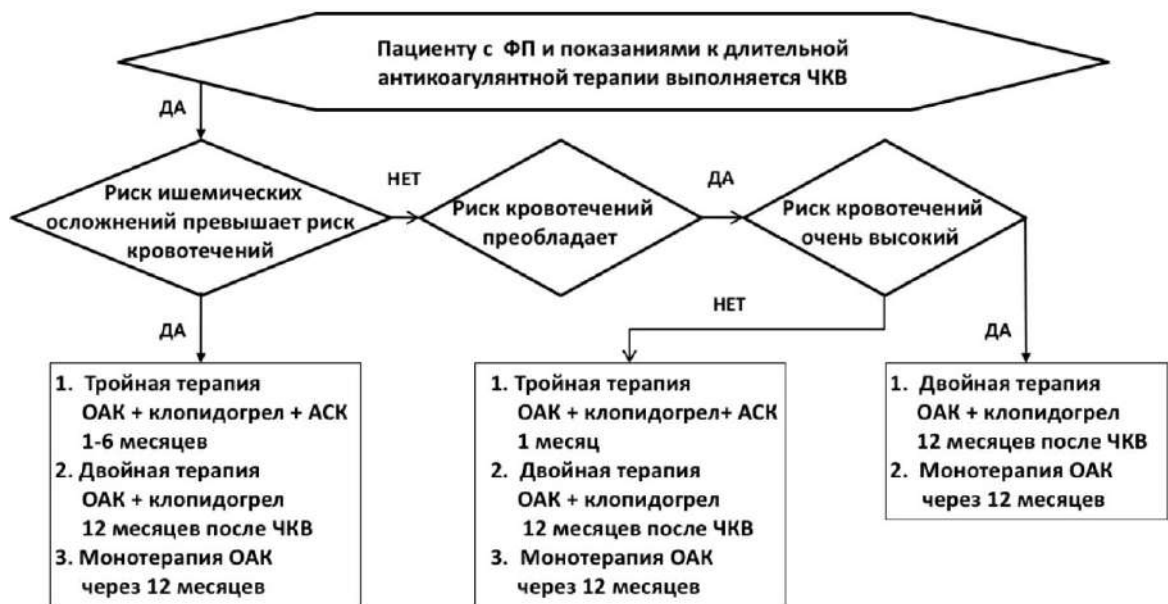 Пациенту с ФП и показаниями к длительной
антикоагулянтной терапии выполняется ЧКВ
ДА
Риск ишемических
осложнений превышает риск
кровотечений
НЕТ
Риск кровотечений
преобладает
ДА
Риск кровотечений
очень высокий
ДА
НЕТ
ДА
1. Тройная терапия
ОАК + клопидогрел + АСК
1-6 месяцев
2. Двойная терапия
ОАК + клопидогрел
12 месяцев после ЧКВ
3. Монотерапия ОАК
через 12 месяцев
1. Тройная терапия
ОАК + клопидогрел+ АСК
1 месяц
2. Двойная терапия
ОАК + клопидогрел
12 месяцев после ЧКВ
3. Монотерапия ОАК
через 12 месяцев
1. Двойная терапия
ОАК + клопидогрел
12 месяцев после ЧКВ
2. Монотерапия ОАК
через 12 месяцев